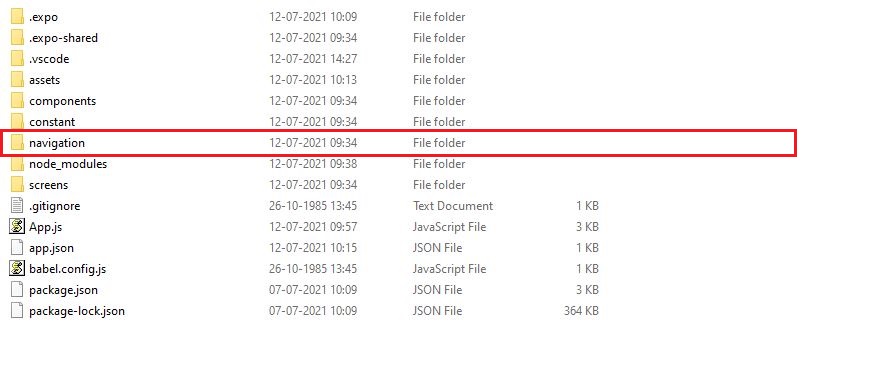 .expo 12-07-2021 10:09 File folder
.expo-shared 12-07-2021 09:34 File folder
.vscode 12-07-2021 14:27 File folder
assets 12-07-2021 10:13 File folder
components 12-07-2021 09:34 File folder
constant 12-07-2021 09:34 File folder
navigation 12-07-2021 09:34 File folder
node_modules 12-07-2021 09:38 File folder
screens 12-07-2021 09:34 File folder
.gitignore 26-10-1985 13:45 Text Document 1 KB
App.js 12-07-2021 09:57 JavaScript File 3 KB
app.json 12-07-2021 10:15 JSON File 1 KB
babel.config.js 26-10-1985 13:45 JavaScript File 1 KB
package.json 07-07-2021 10:09 JSON File 3 KB
package-lock.json 07-07-2021 10:09 JSON File 364 KB